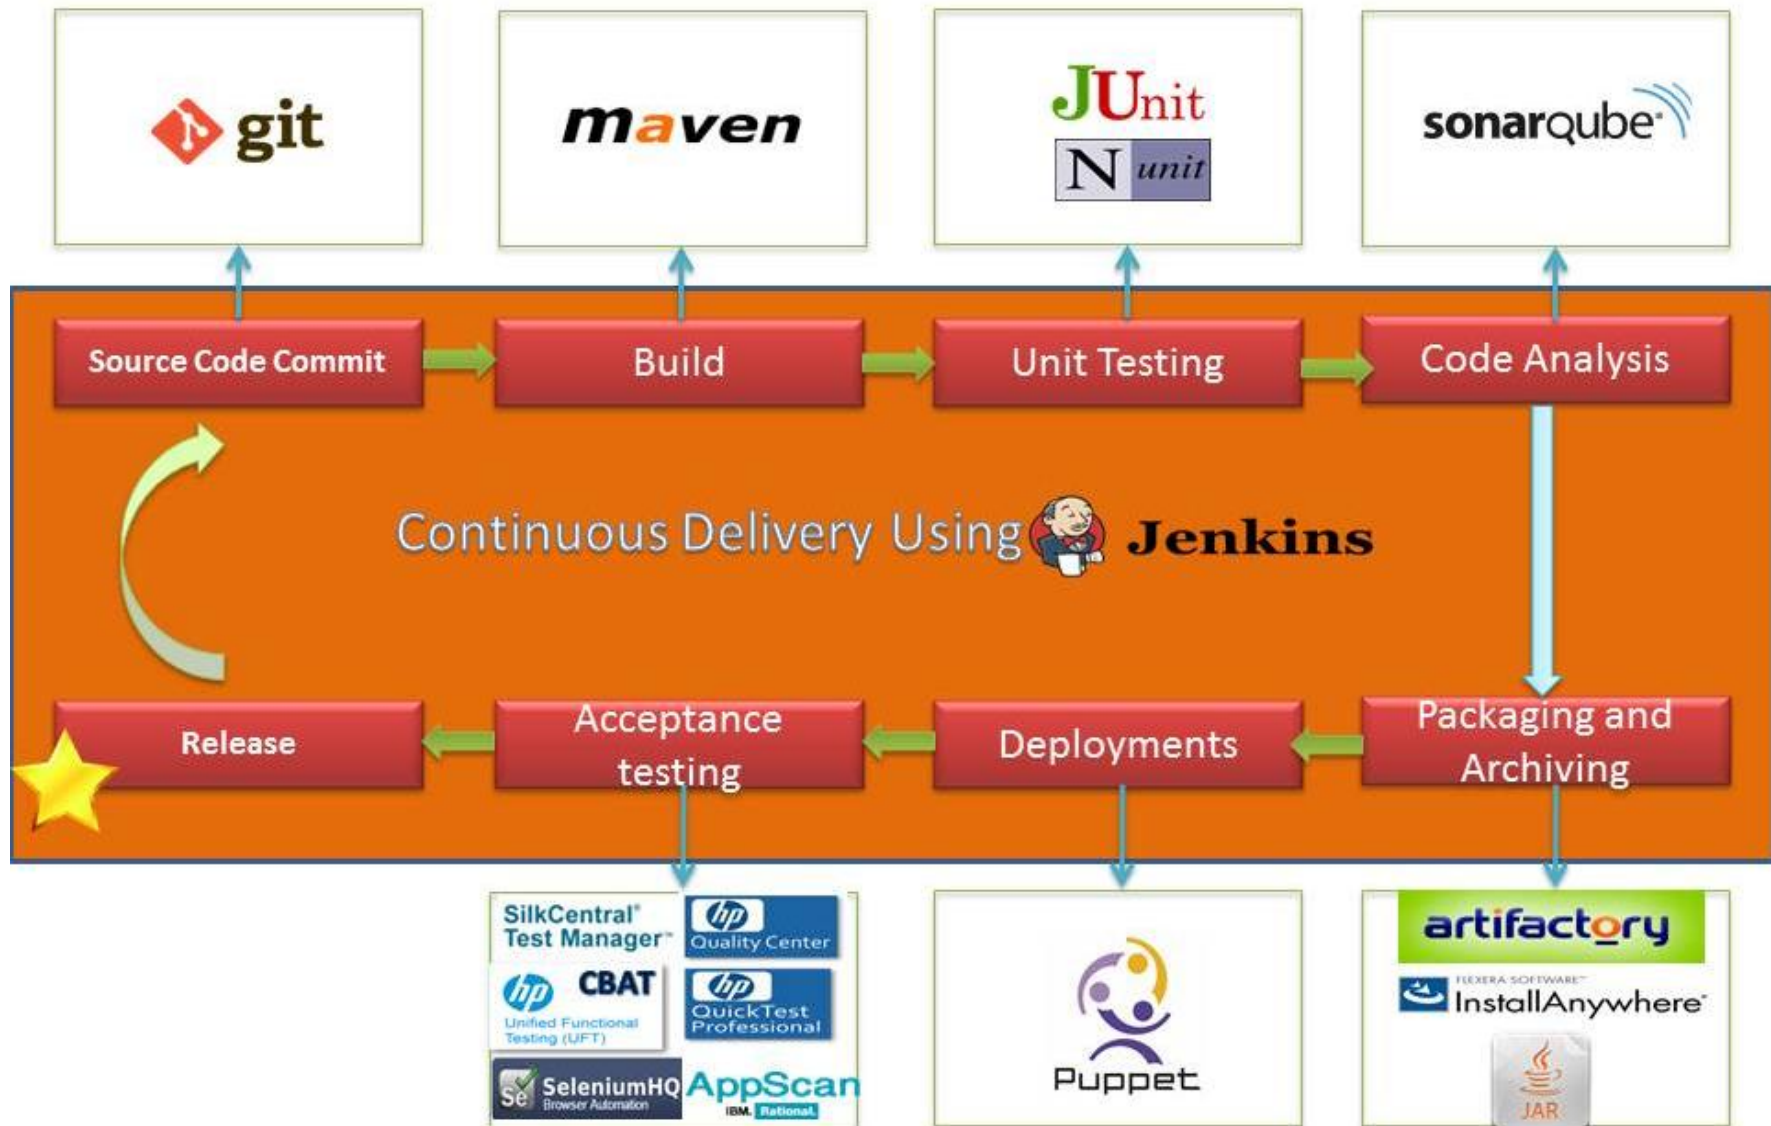 git
maven
JUnit
N unit
sonarqube
Source Code Commit
Build
Unit Testing
Code Analysis
Continuous Delivery Using Jenkins
Release
Acceptance
testing
Deployments
Packaging and
Archiving
SilkCentral®
Test Manager™
hp
Quality Center
hp CBAT
Unified Functional
Testing (UFT)
hp
QuickTest
Professional
Se SeleniumHQ
Browser Automation
AppScan
IBM. Rational.
Puppet
artifactory
FLEXERA SOFTWARE™
InstallAnywhere
JAR